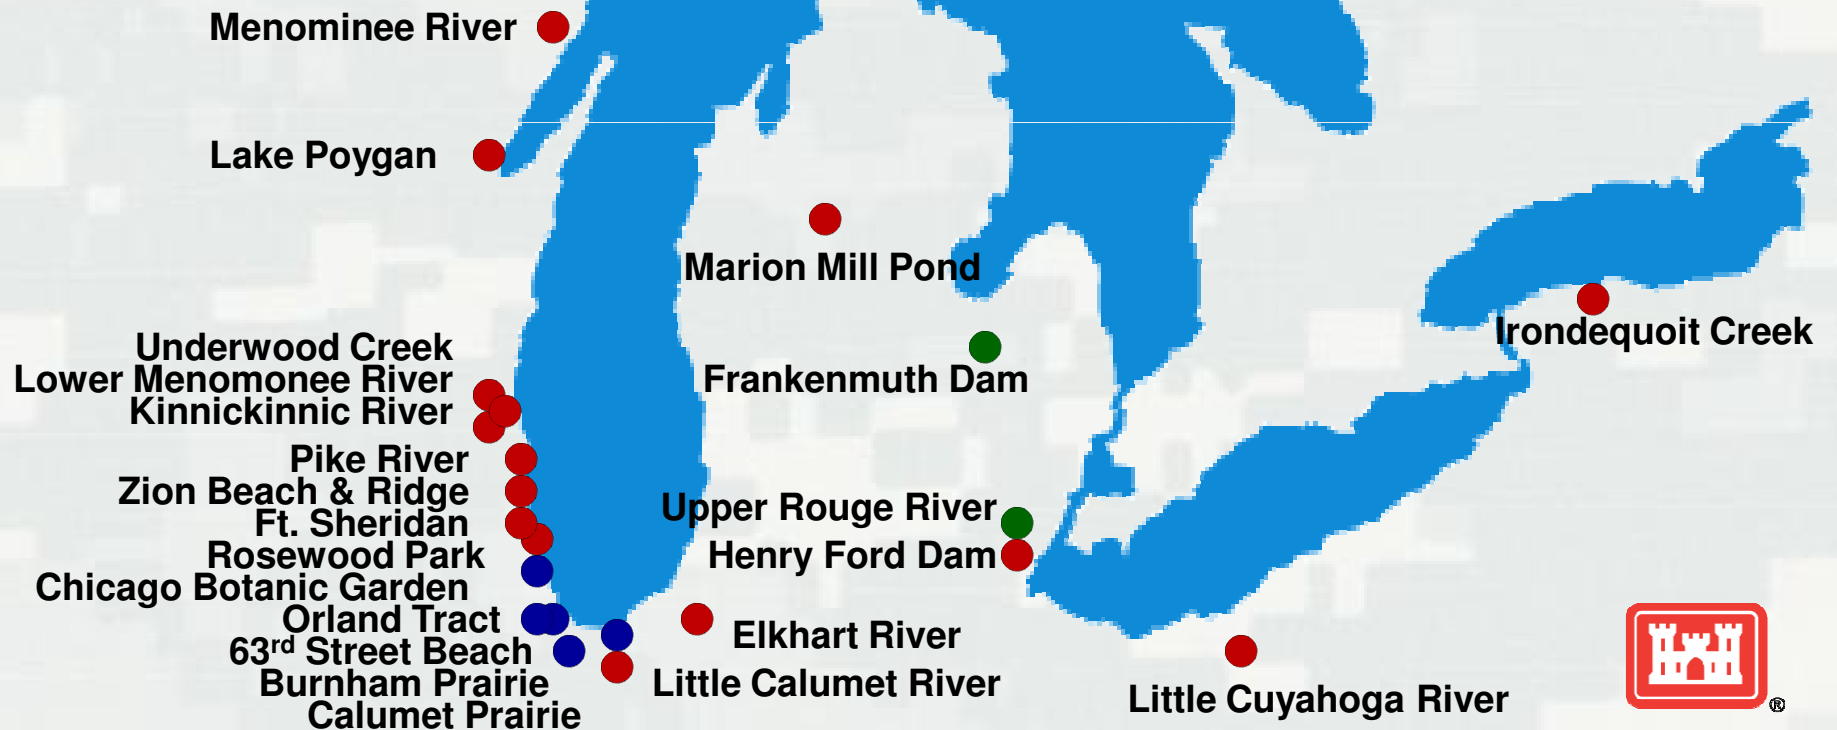 Menominee River
Lake Poygan
Marion Mill Pond
Irondequoit Creek
Underwood Creek
Lower Menomonee River
Frankenmuth Dam
Kinnickinnic River
Pike River
Zion Beach & Ridge
Upper Rouge River
Ft. Sheridan
Rosewood Park
Henry Ford Dam
Chicago Botanic Garden
Orland Tract
Elkhart River
63rd Street Beach
Burnham Prairie
Little Calumet River
Little Cuyahoga River
®
Calumet Prairie